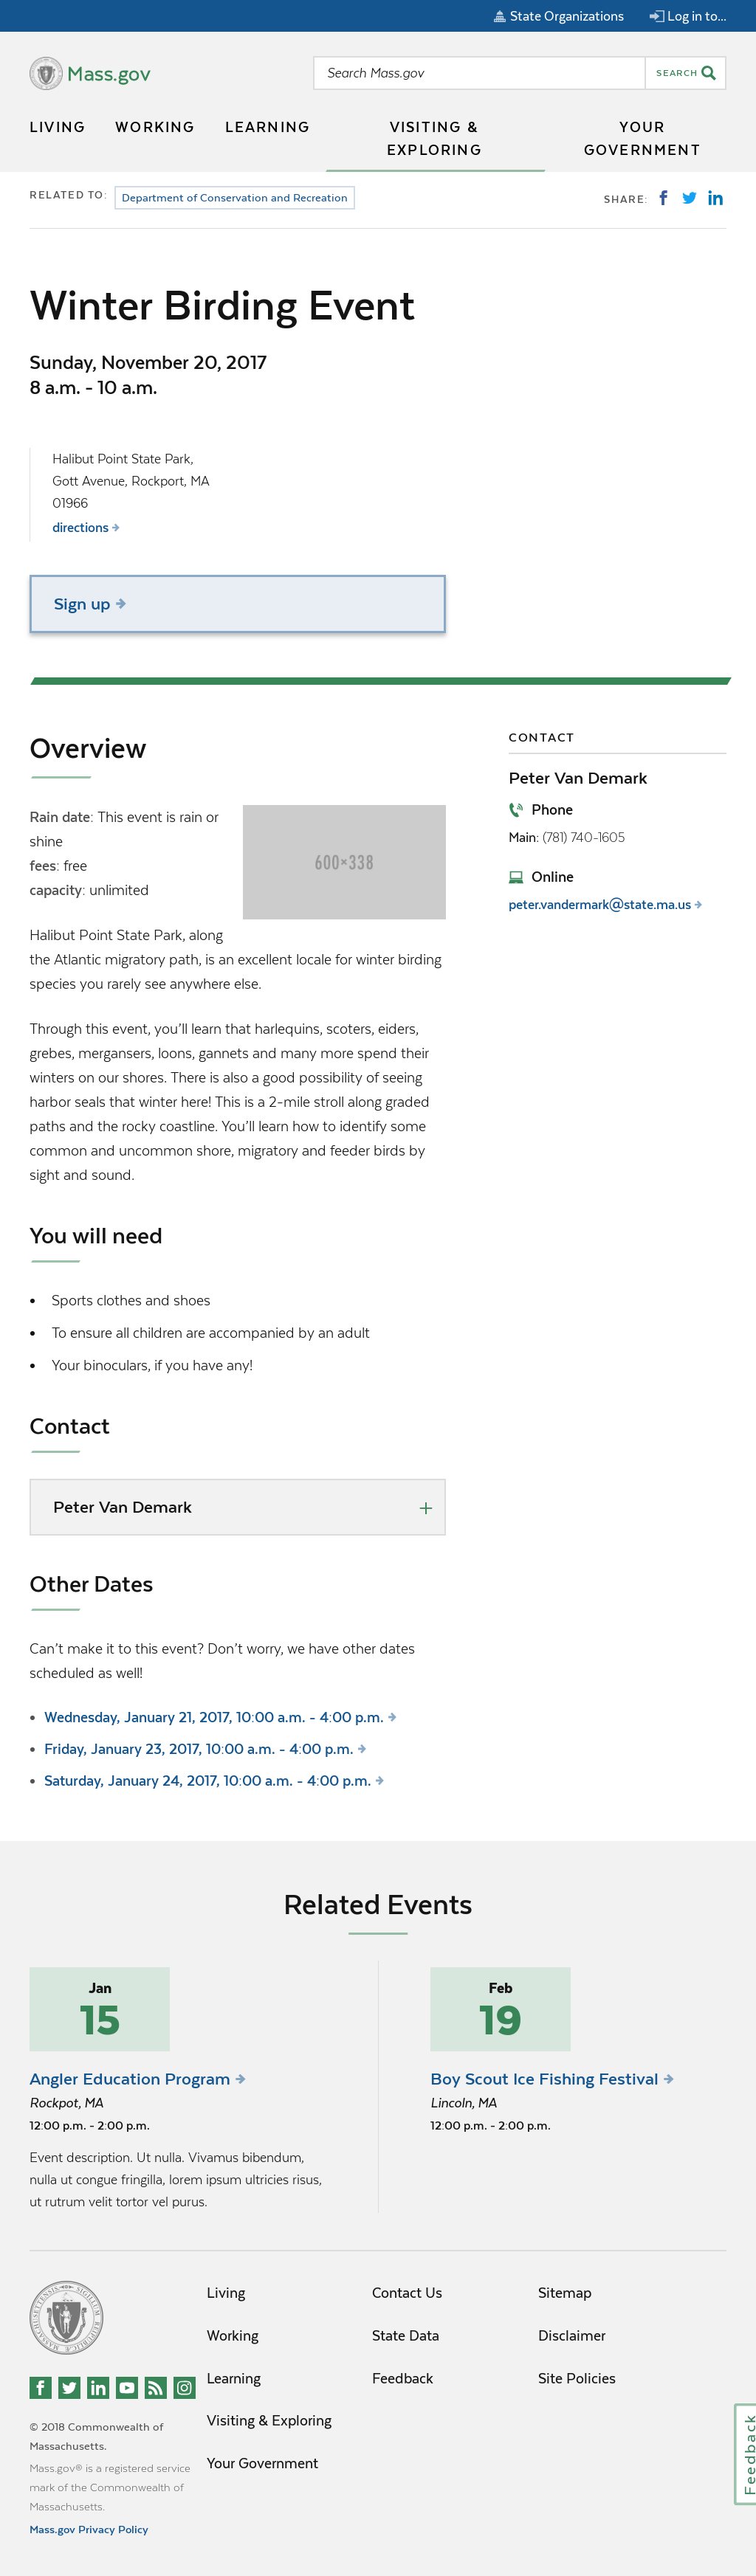 State Organizations
Log in to...
Mass.gov
Search Mass.gov
SEARCH
LIVING
WORKING
LEARNING
VISITING &
EXPLORING
YOUR
GOVERNMENT
RELATED TO:
Department of Conservation and Recreation
SHARE:
Winter Birding Event
Sunday, November 20, 2017
8 a.m. - 10 a.m.
Halibut Point State Park,
Gott Avenue, Rockport, MA
01966
directions
Sign up
Overview
Rain date: This event is rain or
shine
fees: free
capacity: unlimited
600×338
Halibut Point State Park, along
the Atlantic migratory path, is an excellent locale for winter birding
species you rarely see anywhere else.
Through this event, you’ll learn that harlequins, scoters, eiders,
grebes, mergansers, loons, gannets and many more spend their
winters on our shores. There is also a good possibility of seeing
harbor seals that winter here! This is a 2-mile stroll along graded
paths and the rocky coastline. You’ll learn how to identify some
common and uncommon shore, migratory and feeder birds by
sight and sound.
You will need
Sports clothes and shoes
To ensure all children are accompanied by an adult
Your binoculars, if you have any!
Contact
Peter Van Demark
Other Dates
Can’t make it to this event? Don’t worry, we have other dates
scheduled as well!
Wednesday, January 21, 2017, 10:00 a.m. - 4:00 p.m.
Friday, January 23, 2017, 10:00 a.m. - 4:00 p.m.
Saturday, January 24, 2017, 10:00 a.m. - 4:00 p.m.
CONTACT
Peter Van Demark
Phone
Main: (781) 740-1605
Online
peter.vandermark@state.ma.us
Related Events
Jan
15
Angler Education Program
Rockpot, MA
12:00 p.m. - 2:00 p.m.
Event description. Ut nulla. Vivamus bibendum,
nulla ut congue fringilla, lorem ipsum ultricies risus,
ut rutrum velit tortor vel purus.
Feb
19
Boy Scout Ice Fishing Festival
Lincoln, MA
12:00 p.m. - 2:00 p.m.
Living
Working
Learning
Visiting & Exploring
Your Government
Contact Us
State Data
Feedback
Sitemap
Disclaimer
Site Policies
© 2018 Commonwealth of
Massachusetts.
Mass.gov® is a registered service
mark of the Commonwealth of
Massachusetts.
Mass.gov Privacy Policy
Feedback